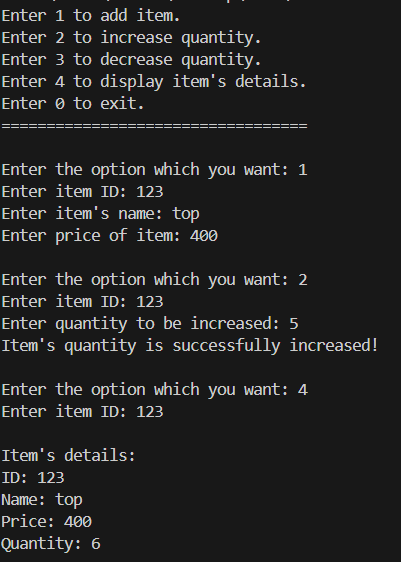 Enter 1 to add item.
Enter 2 to increase quantity.
Enter 3 to decrease quantity.
Enter 4 to display item's details.
Enter 0 to exit.
==================================
Enter the option which you want: 1
Enter item ID: 123
Enter item's name: top
Enter price of item: 400
Enter the option which you want: 2
Enter item ID: 123
Enter quantity to be increased: 5
Item's quantity is successfully increased!
Enter the option which you want: 4
Enter item ID: 123
Item's details:
ID: 123
Name: top
Price: 400
Quantity: 6